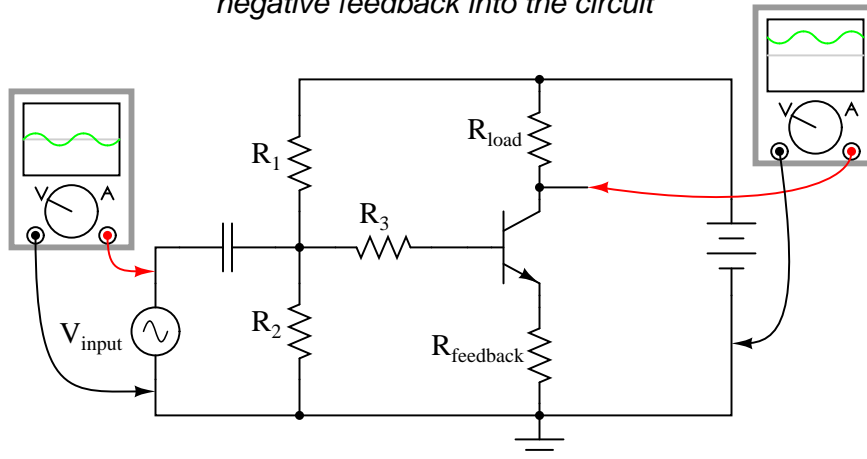 negative feedback into the circuit
V A
R1
Rload
V A
R3
Vinput
R2
Rfeedback